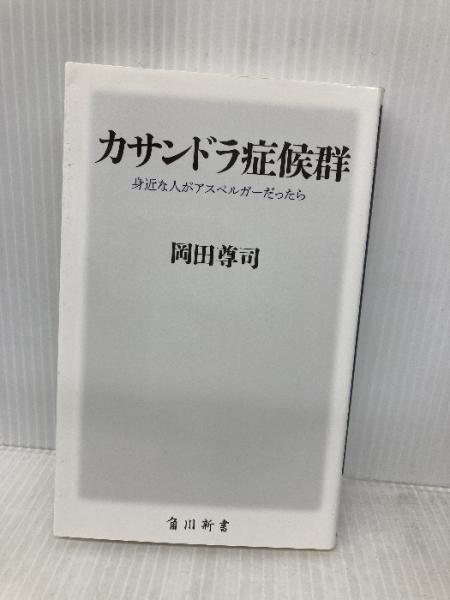 カサンドラ症候群
身近な人がアスペルガーだったら
岡田尊司
角川新書